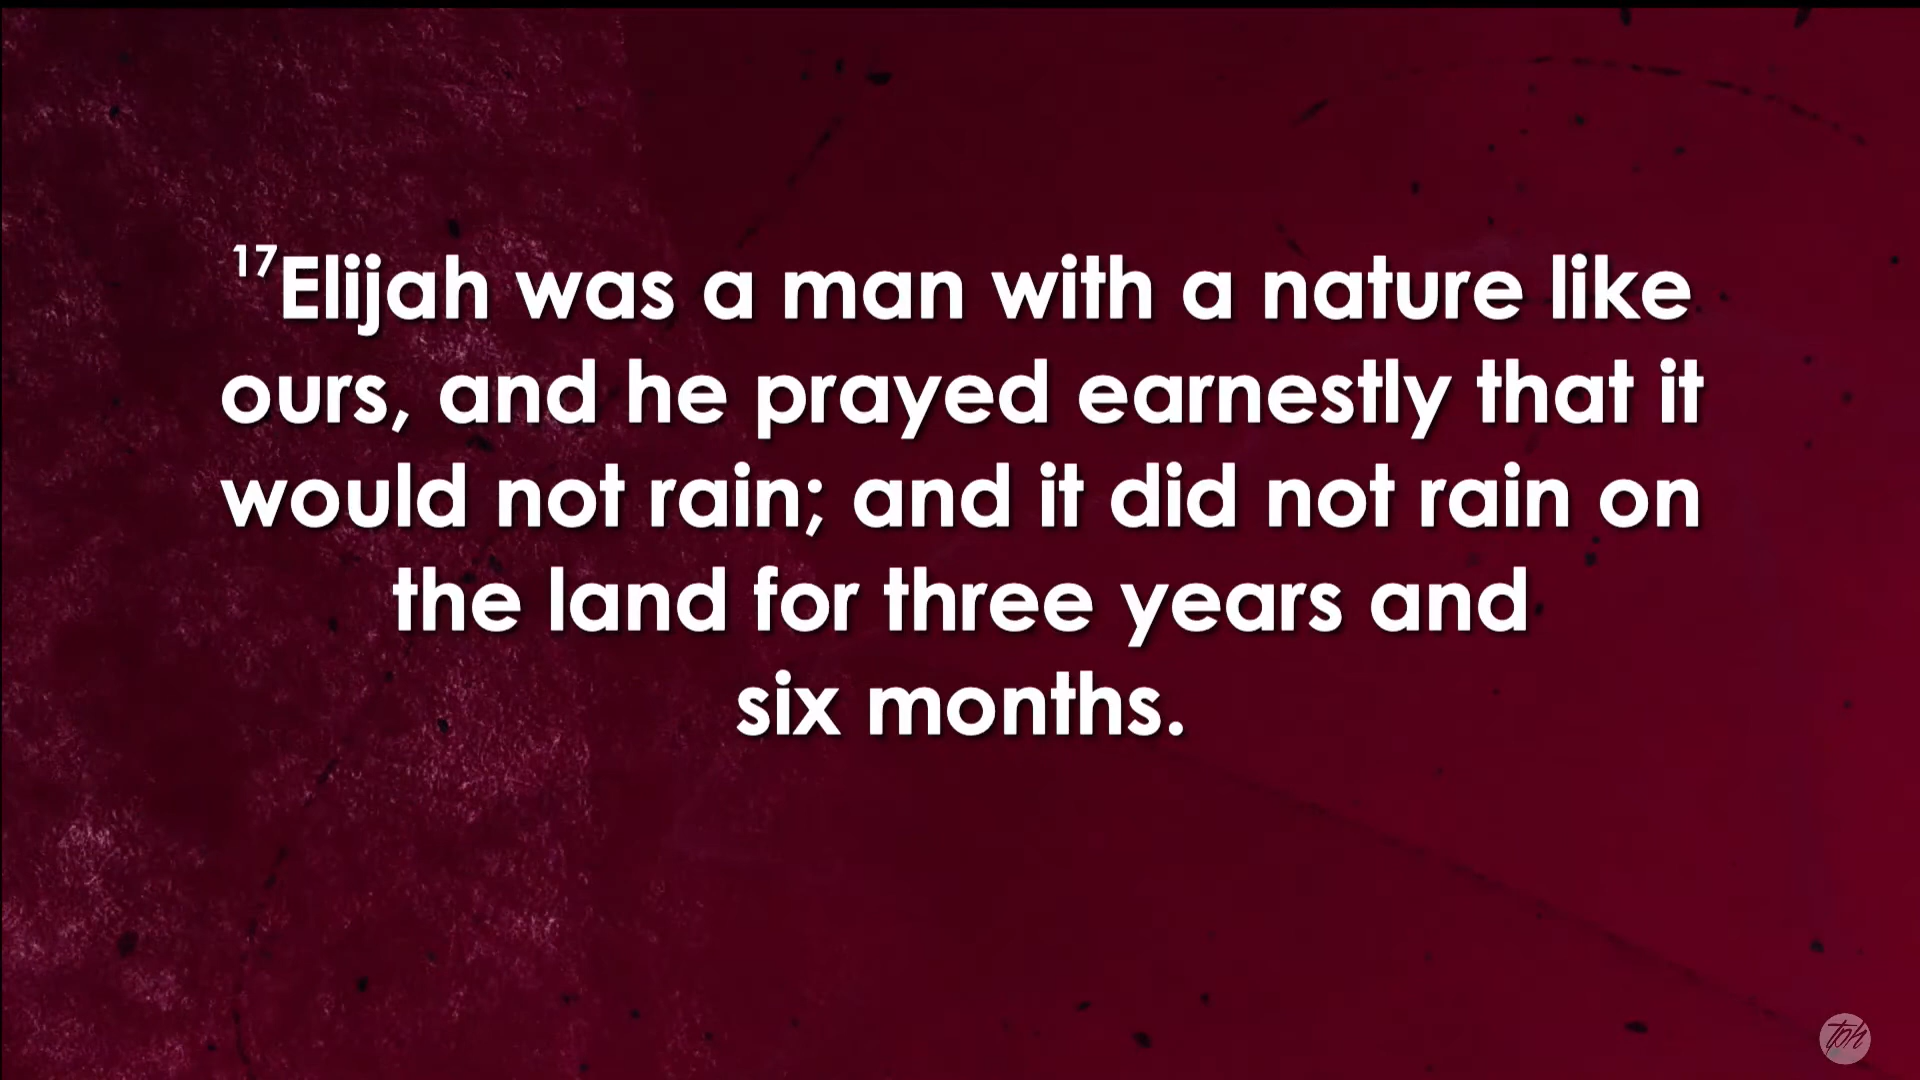 17Elijah was a man with a nature like
ours, and he prayed earnestly that it
would not rain; and it did not rain on
the land for three years and
six months.
tph